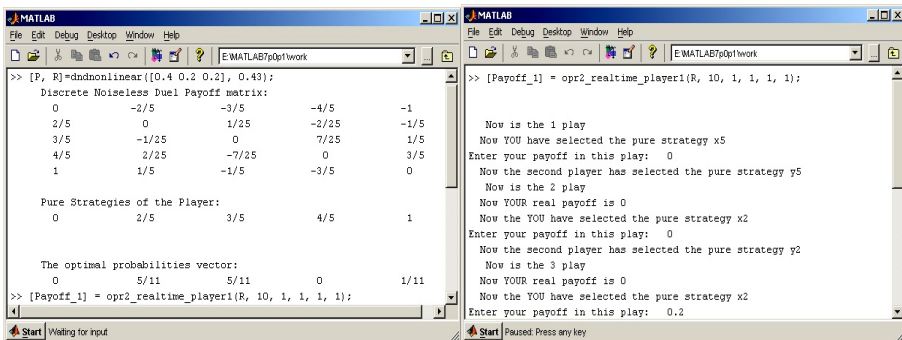 MATLAB
File Edit Debug Desktop Window Help
E:\MATLAB7p0p1\work
>> [P, R]=dndnonlinear([0.4 0.2 0.2], 0.43);
Discrete Noiseless Duel Payoff matrix:
0 -2/5 -3/5 -4/5 -1
2/5 0 1/25 -2/25 -1/5
3/5 -1/25 0 7/25 1/5
4/5 2/25 -7/25 0 3/5
1 1/5 -1/5 -3/5 0
Pure Strategies of the Player:
0 2/5 3/5 4/5 1
The optimal probabilities vector:
0 5/11 5/11 0 1/11
>> [Payoff_1] = opr2_realtime_player1(R, 10, 1, 1, 1, 1);
Start Waiting for input
MATLAB
File Edit Debug Desktop Window Help
E:\MATLAB7p0p1\work
>> [Payoff_1] = opr2_realtime_player1(R, 10, 1, 1, 1, 1);
Now is the 1 play
Now YOU have selected the pure strategy x5
Enter your payoff in this play: 0
Now the second player has selected the pure strategy y5
Now is the 2 play
Now YOUR real payoff is 0
Now the YOU have selected the pure strategy x2
Enter your payoff in this play: 0
Now the second player has selected the pure strategy y2
Now is the 3 play
Now YOUR real payoff is 0
Now the YOU have selected the pure strategy x2
Enter your payoff in this play: 0.2
Start Paused: Press any key